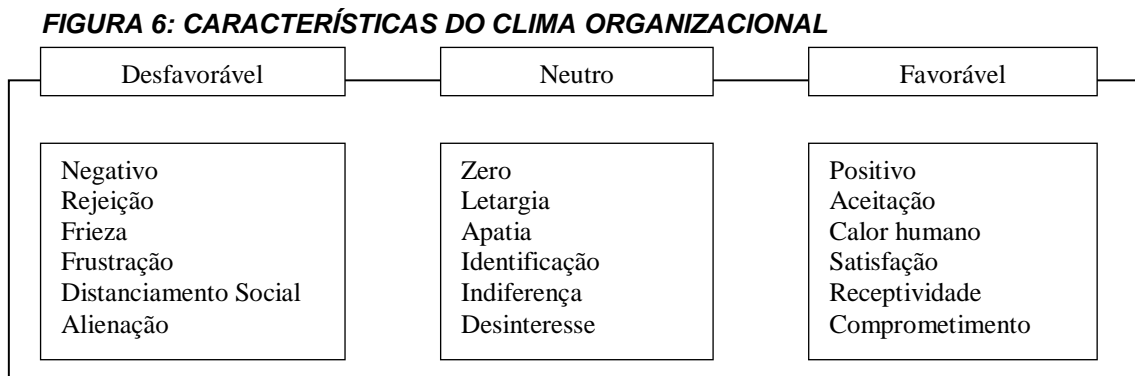 FIGURA 6: CARACTERÍSTICAS DO CLIMA ORGANIZACIONAL
Desfavorável
Neutro
Favorável
Negativo
Rejeição
Frieza
Frustração
Distanciamento Social
Alienação
Zero
Letargia
Apatia
Identificação
Indiferença
Desinteresse
Positivo
Aceitação
Calor humano
Satisfação
Receptividade
Comprometimento